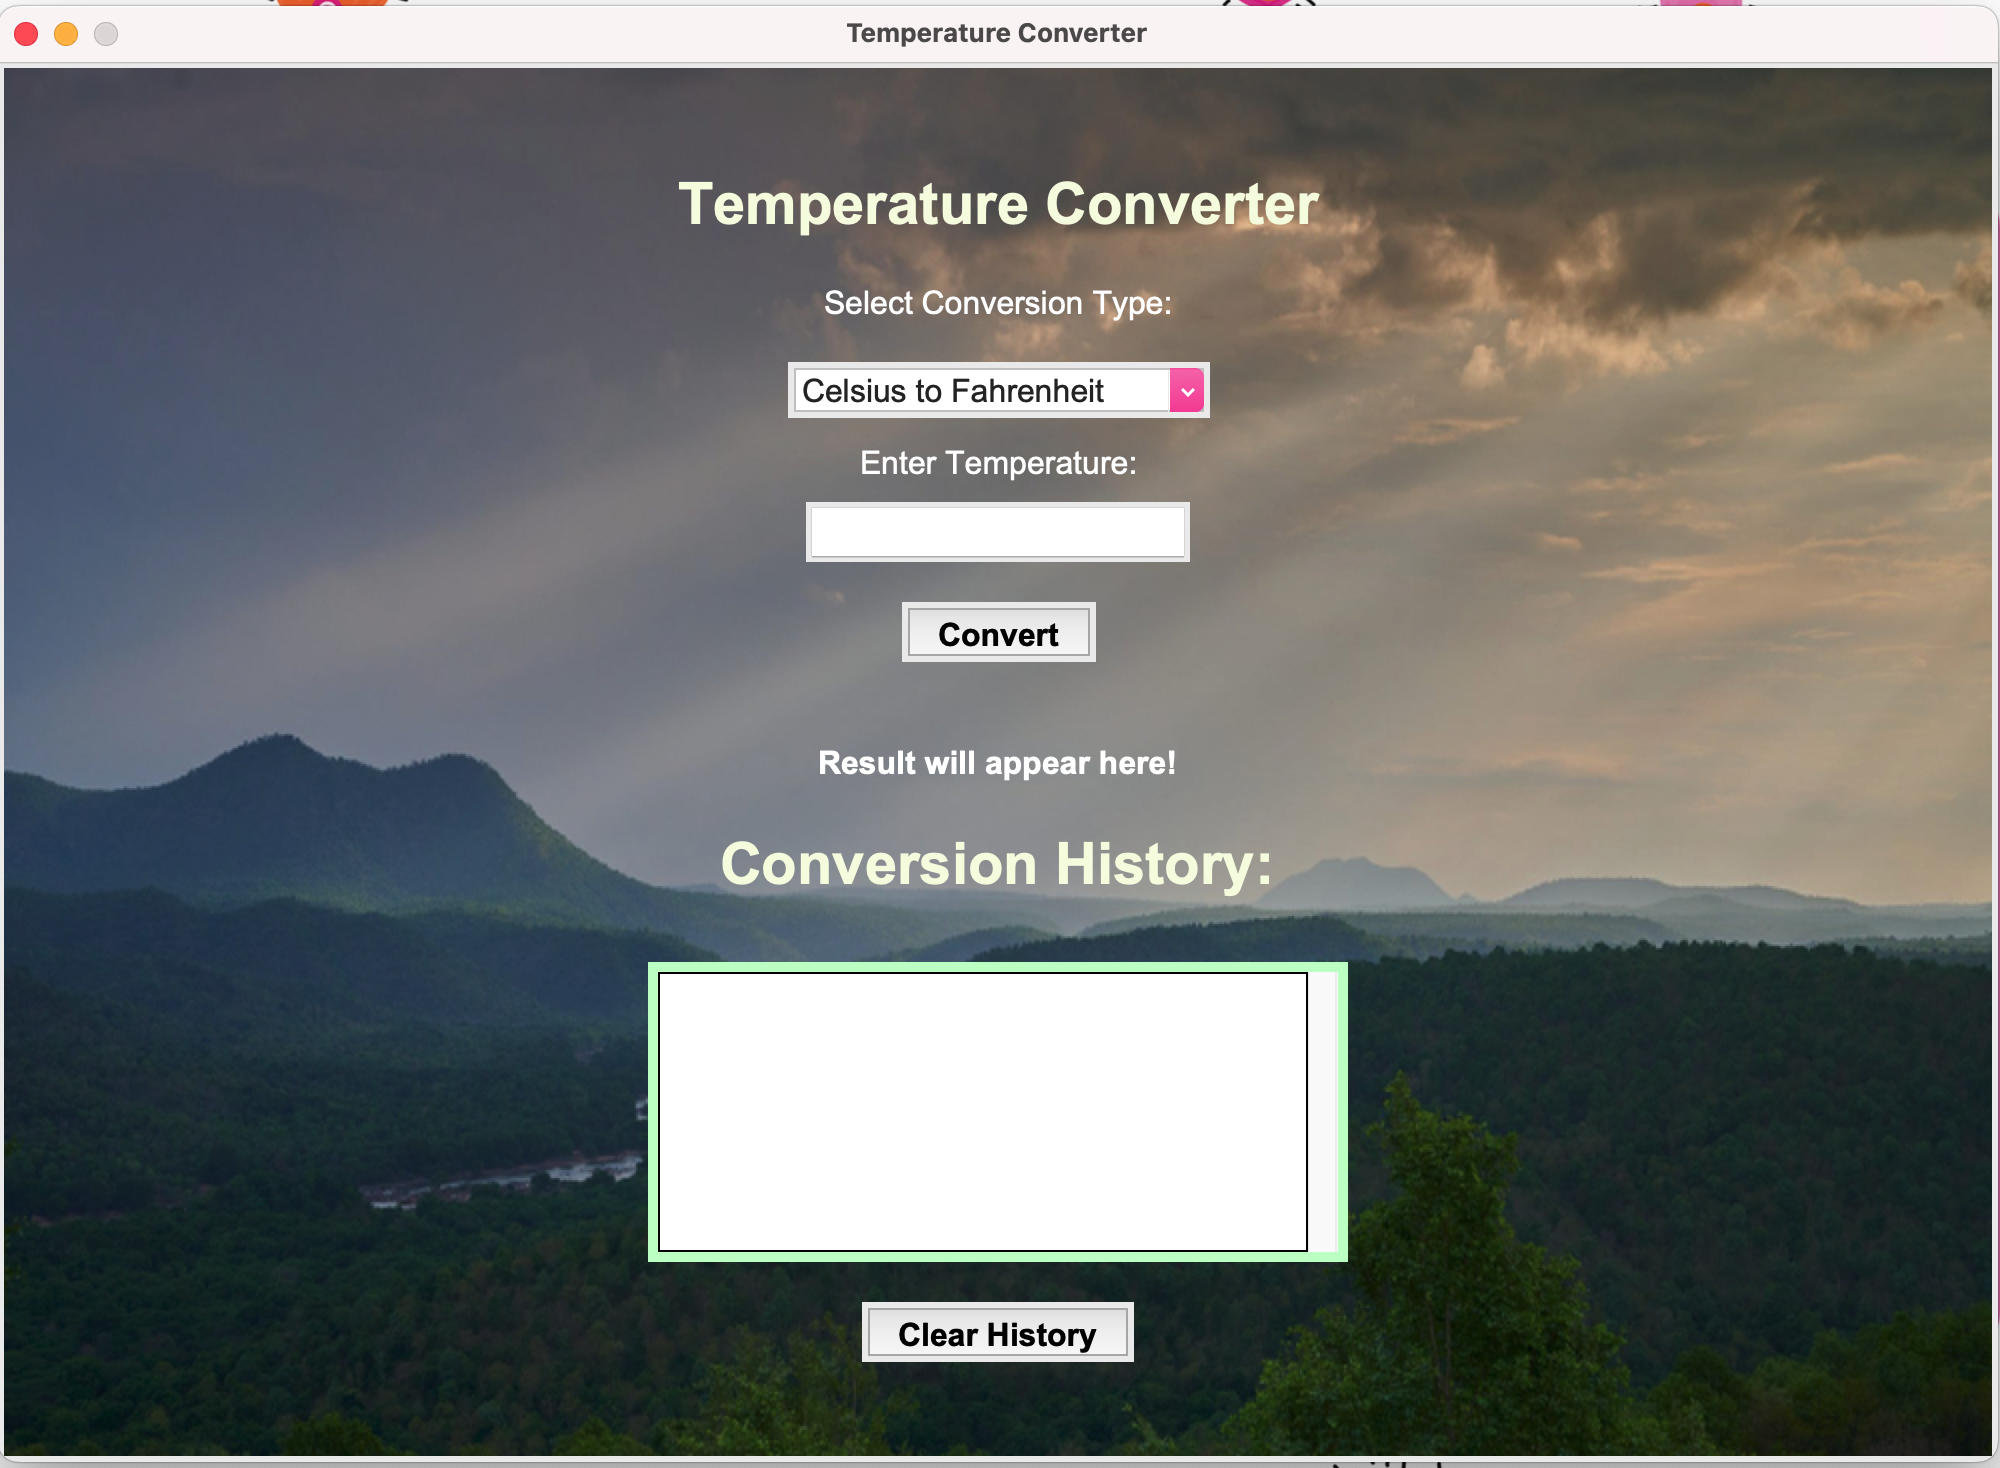 Temperature Converter
Temperature Converter
Select Conversion Type:
Celsius to Fahrenheit
Enter Temperature:
Convert
Result will appear here!
Conversion History:
Clear History